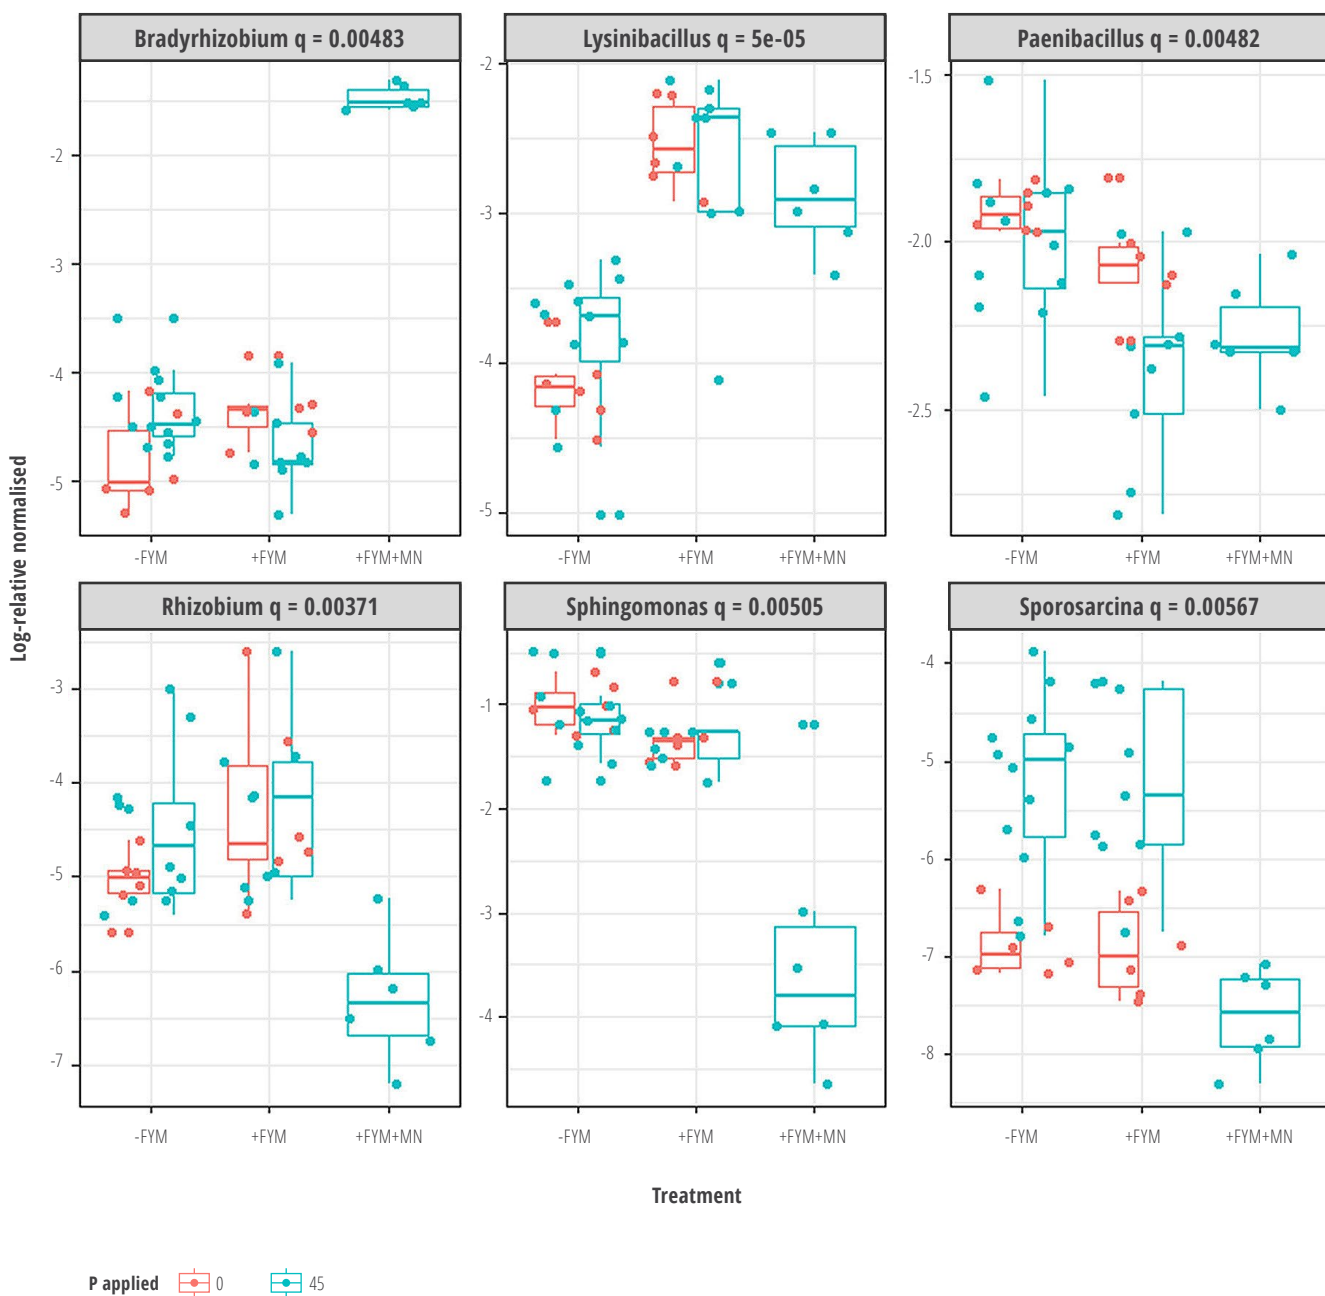 Bradyrhizobium q = 0.00483
Lysinibacillus q = 5e-05
Paenibacillus q = 0.00482
-2
-3
-4
-5
-2
-3
-4
-5
-1.5
-2.0
-2.5
-FYM
+FYM
+FYM+MN
-FYM
+FYM
+FYM+MN
-FYM
+FYM
+FYM+MN
Log-relative normalised
Rhizobium q = 0.00371
Sphingomonas q = 0.00505
Sporosarcina q = 0.00567
-3
-4
-5
-6
-7
-1
-2
-3
-4
-4
-5
-6
-7
-8
-FYM
+FYM
+FYM+MN
-FYM
+FYM
+FYM+MN
-FYM
+FYM
+FYM+MN
Treatment
P applied 0 45